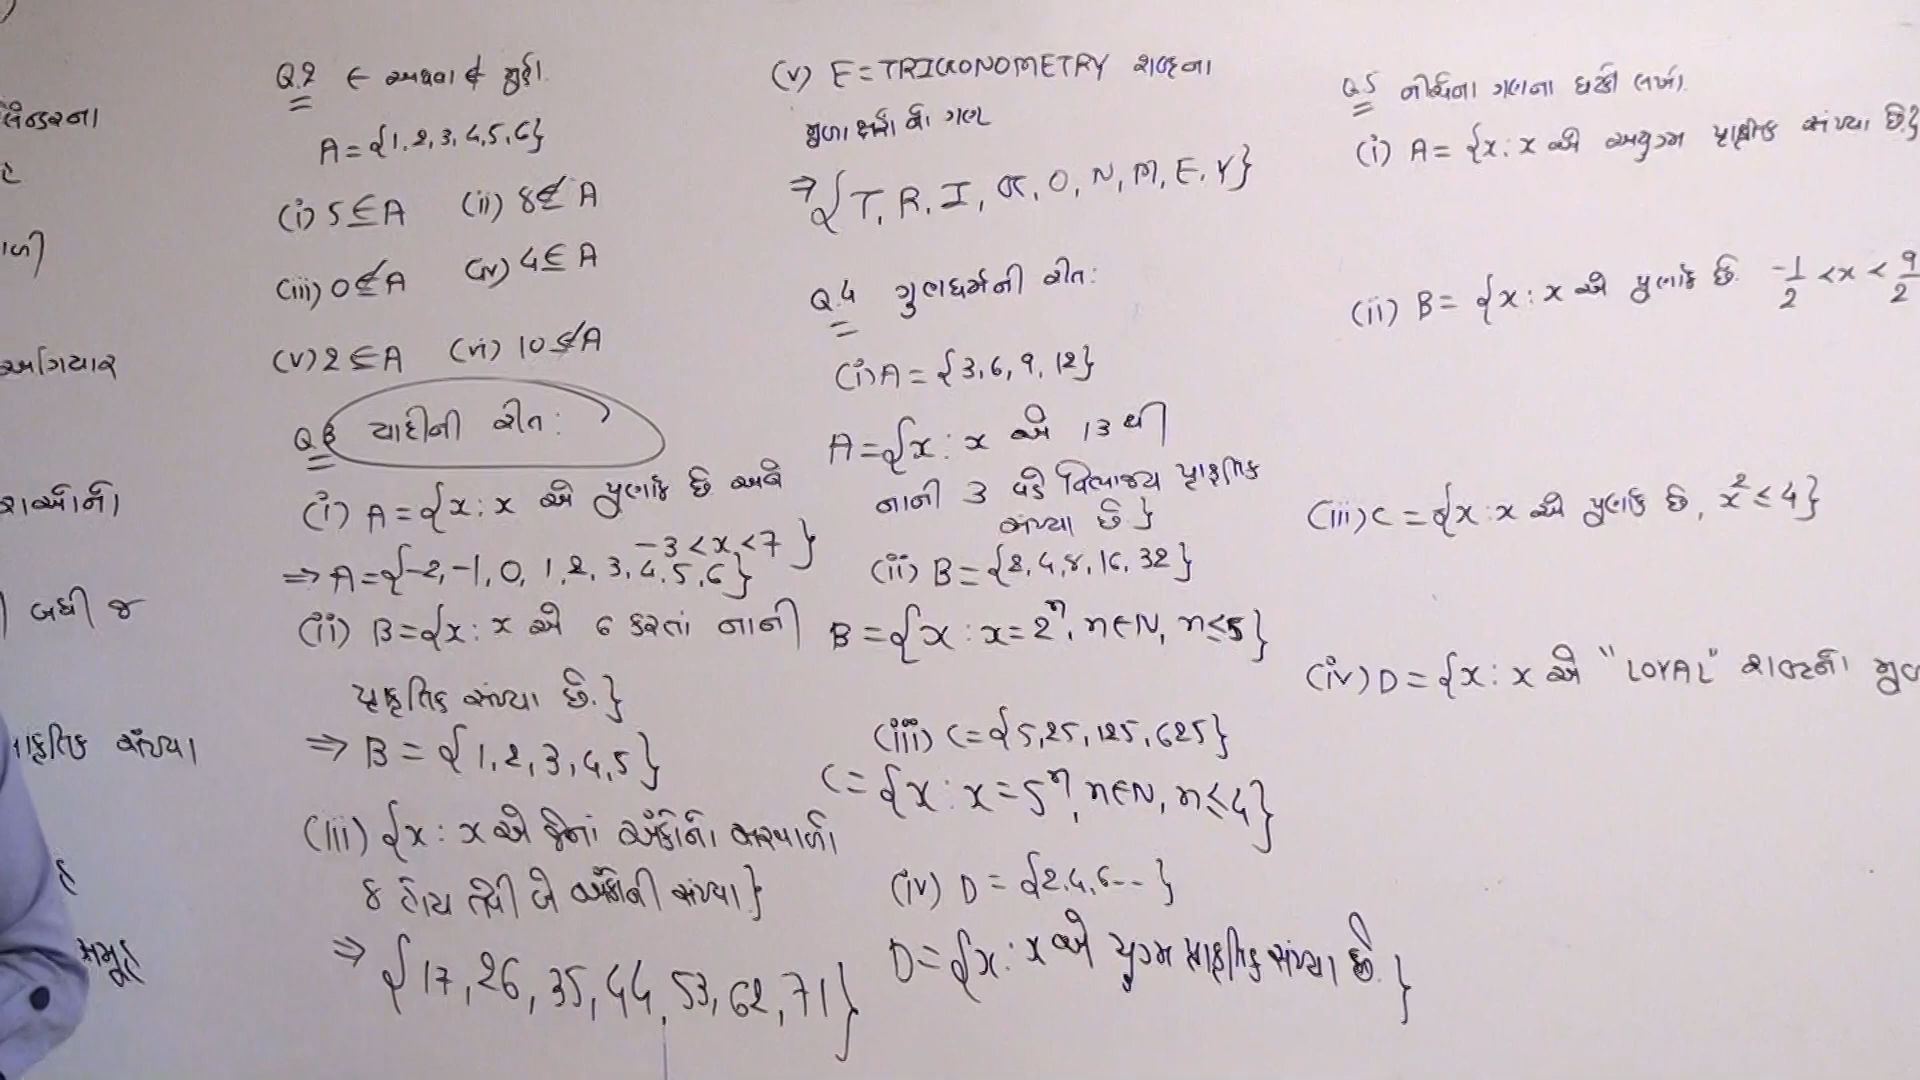 સેન્ડરના
ળી
અગિયાર
બધી જ
પ્રાકૃતિક સંખ્યા
સમૂહ
Q.2 ∈ અથવા ∉ મુકો.
A={1,2,3,4,5,6}
(i) 5 ∈ A (ii) 8 ∉ A
(iii) 0 ∉ A (iv) 4 ∈ A
(v) 2 ∈ A (vi) 10 ∉ A
Q.3 યાદીની રીત:
(i) A={x:x એ પુર્ણાંક છે અને
-3<x<7}
⇒ A={-2,-1,0,1,2,3,4,5,6}
(ii) B={x:x એ 6 કરતાં નાની
પ્રાકૃતિક સંખ્યા છે.}
⇒ B={1,2,3,4,5}
(iii) {x:x એ જેનાં અંકોનો સરવાળો
8 હોય તેવી બે અંકોની સંખ્યા}
⇒ {17,26,35,44,53,62,71}
(v) E=TRIGONOMETRY શબ્દના
મુળાક્ષરોનો ગણ
⇒ {T,R,I,G,O,N,M,E,Y}
Q.4 ગુણધર્મની રીત:
(i) A={3,6,9,12}
A={x:x એ 13 થી
નાની 3 વડે વિભાજ્ય પ્રાકૃતિક
સંખ્યા છે.}
(ii) B={2,4,8,16,32}
B={x:x=2ⁿ, n∈N, n≤5}
(iii) C={5,25,125,625}
C={x:x=5ⁿ, n∈N, n≤4}
(iv) D={2,4,6--}
D={x:x એ યુગ્મ પ્રાકૃતિક સંખ્યા છે.}
Q.5 નીચેના ગણના ઘટકો લખો.
(i) A={x:x એ અયુગ્મ પ્રાકૃતિક સંખ્યા છે.}
(ii) B={x:x એ પુર્ણાંક છે. -1/2 <x< 9/2
(iii) C={x:x એ પુર્ણાંક છે, x²≤4}
(iv) D={x:x એ "LOYAL" શબ્દનો મુળ